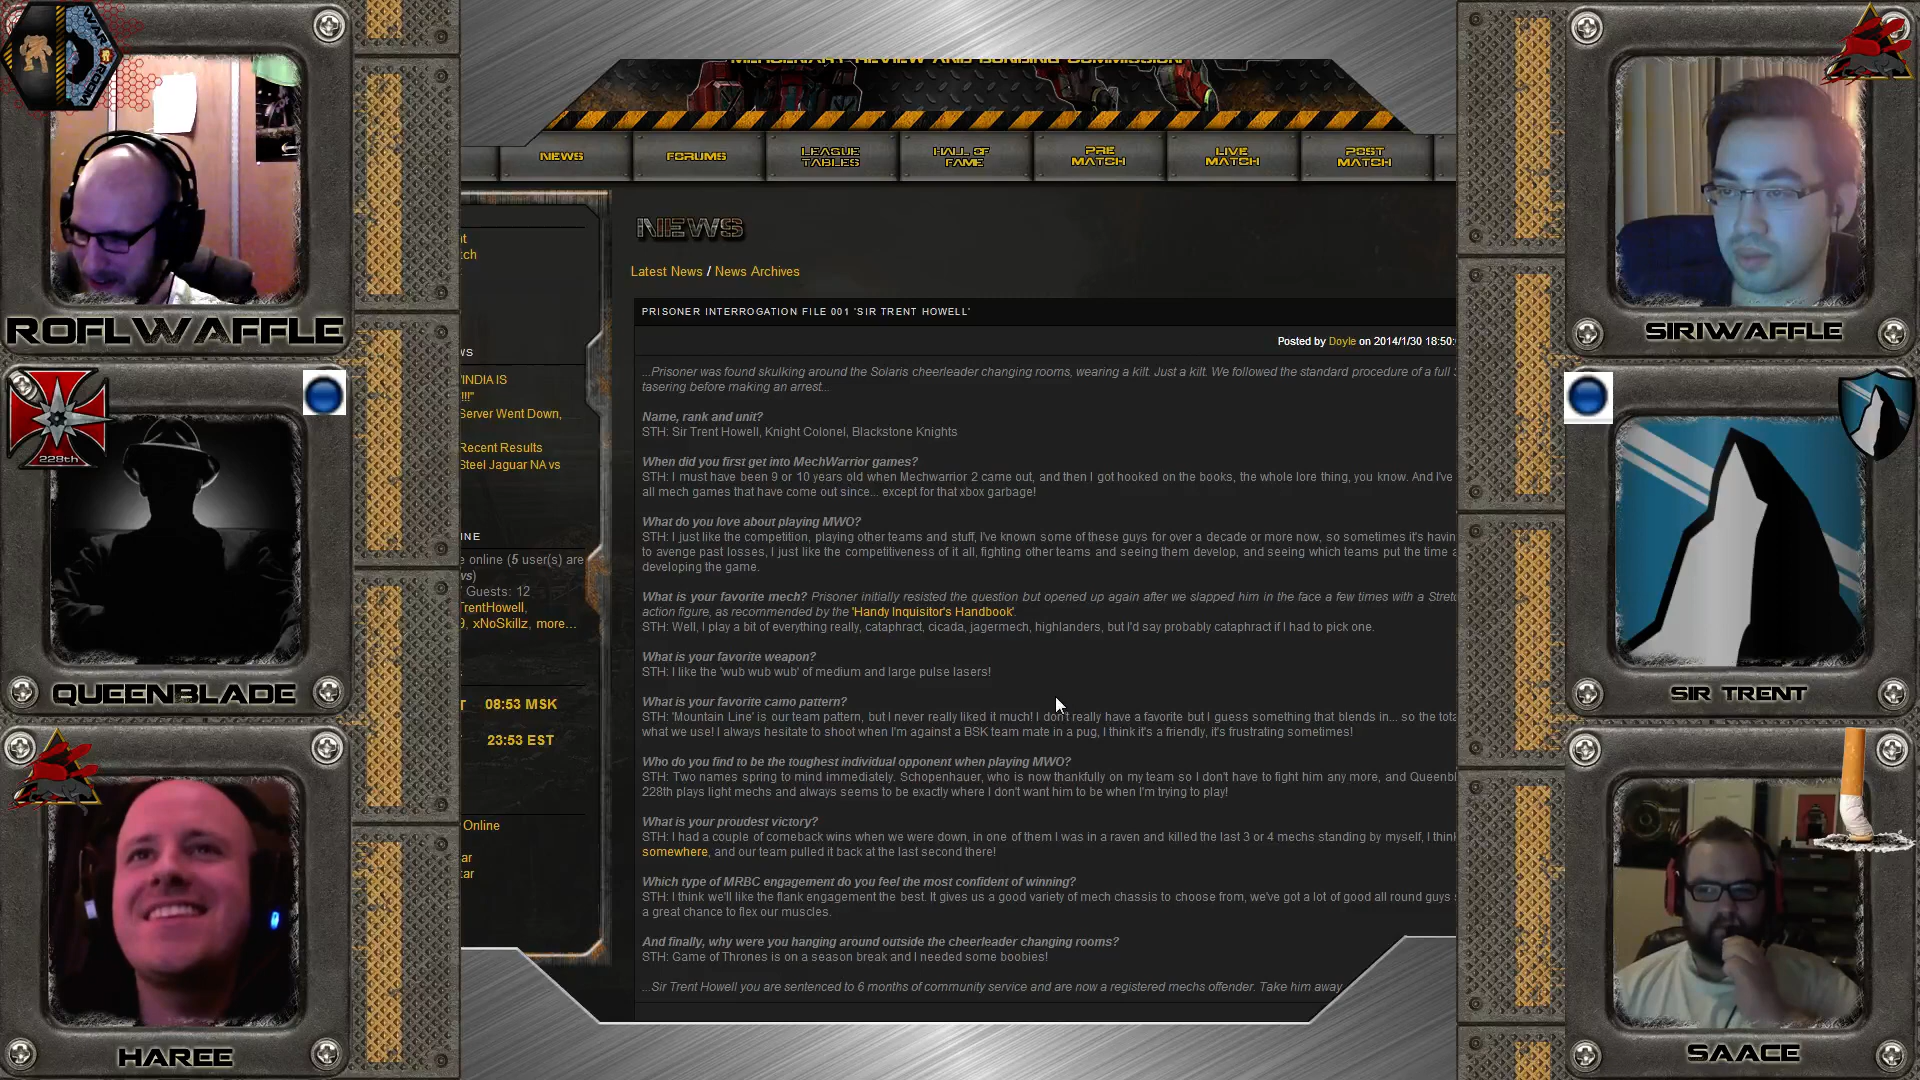 MERCENARY REVIEW AND BONDING COMMISSION
WAR ROOM
NEWS
FORUMS
LEAGUE TABLES
HALL OF FAME
PRE MATCH
LIVE MATCH
POST MATCH
ROFLWAFFLE
228th
QUEENBLADE
HAREE
SIRIWAFFLE
SIR TRENT
SAACE
INDIA IS
!!!"
Server Went Down,
Recent Results
Steel Jaguar NA vs
online (5 user(s) are
Guests: 12
TrentHowell,
xNoSkillz, more...
08:53 MSK
23:53 EST
Online
NEWS
Latest News / News Archives
PRISONER INTERROGATION FILE 001 'SIR TRENT HOWELL'
Posted by Doyle on 2014/1/30 18:50:
...Prisoner was found skulking around the Solaris cheerleader changing rooms, wearing a kilt. Just a kilt. We followed the standard procedure of a full
tasering before making an arrest...
Name, rank and unit?
STH: Sir Trent Howell, Knight Colonel, Blackstone Knights
When did you first get into MechWarrior games?
STH: I must have been 9 or 10 years old when Mechwarrior 2 came out, and then I got hooked on the books, the whole lore thing, you know. And I've
all mech games that have come out since... except for that xbox garbage!
What do you love about playing MWO?
STH: I just like the competition, playing other teams and stuff, I've known some of these guys for over a decade or more now, so sometimes it's havin
to avenge past losses, I just like the competitiveness of it all, fighting other teams and seeing them develop, and seeing which teams put the time a
developing the game.
What is your favorite mech? Prisoner initially resisted the question but opened up again after we slapped him in the face a few times with a Stretc
action figure, as recommended by the 'Handy Inquisitor's Handbook'.
STH: Well, I play a bit of everything really, cataphract, cicada, jagermech, highlanders, but I'd say probably cataphract if I had to pick one.
What is your favorite weapon?
STH: I like the 'wub wub wub' of medium and large pulse lasers!
What is your favorite camo pattern?
STH: 'Mountain Line' is our team pattern, but I never really liked it much! I don't really have a favorite but I guess something that blends in... so the tota
what we use! I always hesitate to shoot when I'm against a BSK team mate in a pug, I think it's a friendly, it's frustrating sometimes!
Who do you find to be the toughest individual opponent when playing MWO?
STH: Two names spring to mind immediately. Schopenhauer, who is now thankfully on my team so I don't have to fight him any more, and Queenbl
228th plays light mechs and always seems to be exactly where I don't want him to be when I'm trying to play!
What is your proudest victory?
STH: I had a couple of comeback wins when we were down, in one of them I was in a raven and killed the last 3 or 4 mechs standing by myself, I think
somewhere, and our team pulled it back at the last second there!
Which type of MRBC engagement do you feel the most confident of winning?
STH: I think we'll like the flank engagement the best. It gives us a good variety of mech chassis to choose from, we've got a lot of good all round guys s
a great chance to flex our muscles.
And finally, why were you hanging around outside the cheerleader changing rooms?
STH: Game of Thrones is on a season break and I needed some boobies!
...Sir Trent Howell you are sentenced to 6 months of community service and are now a registered mechs offender. Take him away